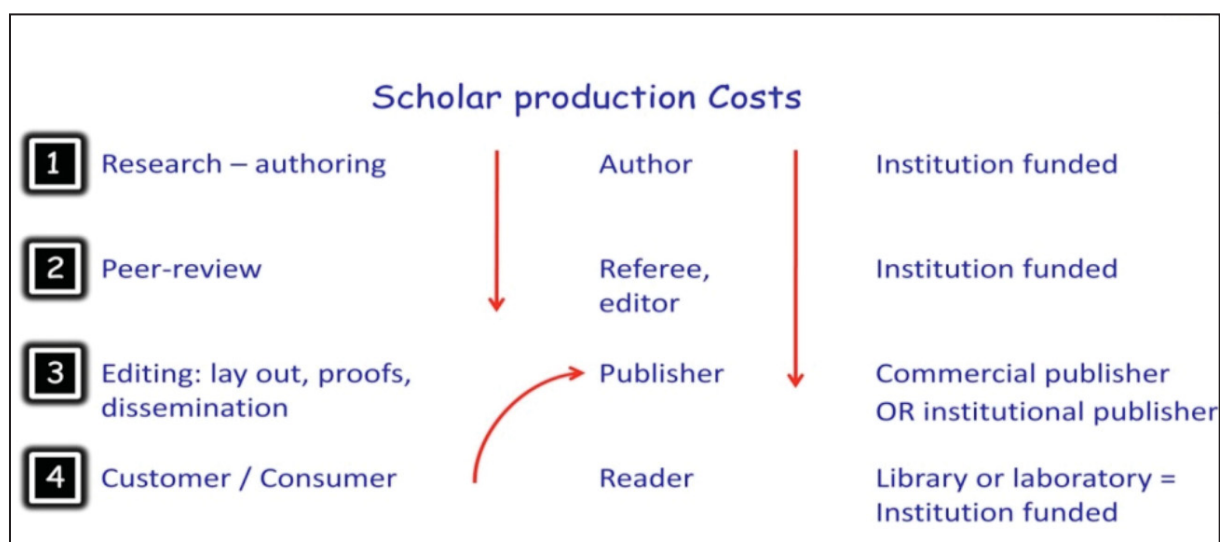 Scholar production Costs
1 Research – authoring Author Institution funded
2 Peer-review Referee, editor Institution funded
3 Editing: lay out, proofs, dissemination Publisher Commercial publisher OR institutional publisher
4 Customer / Consumer Reader Library or laboratory = Institution funded